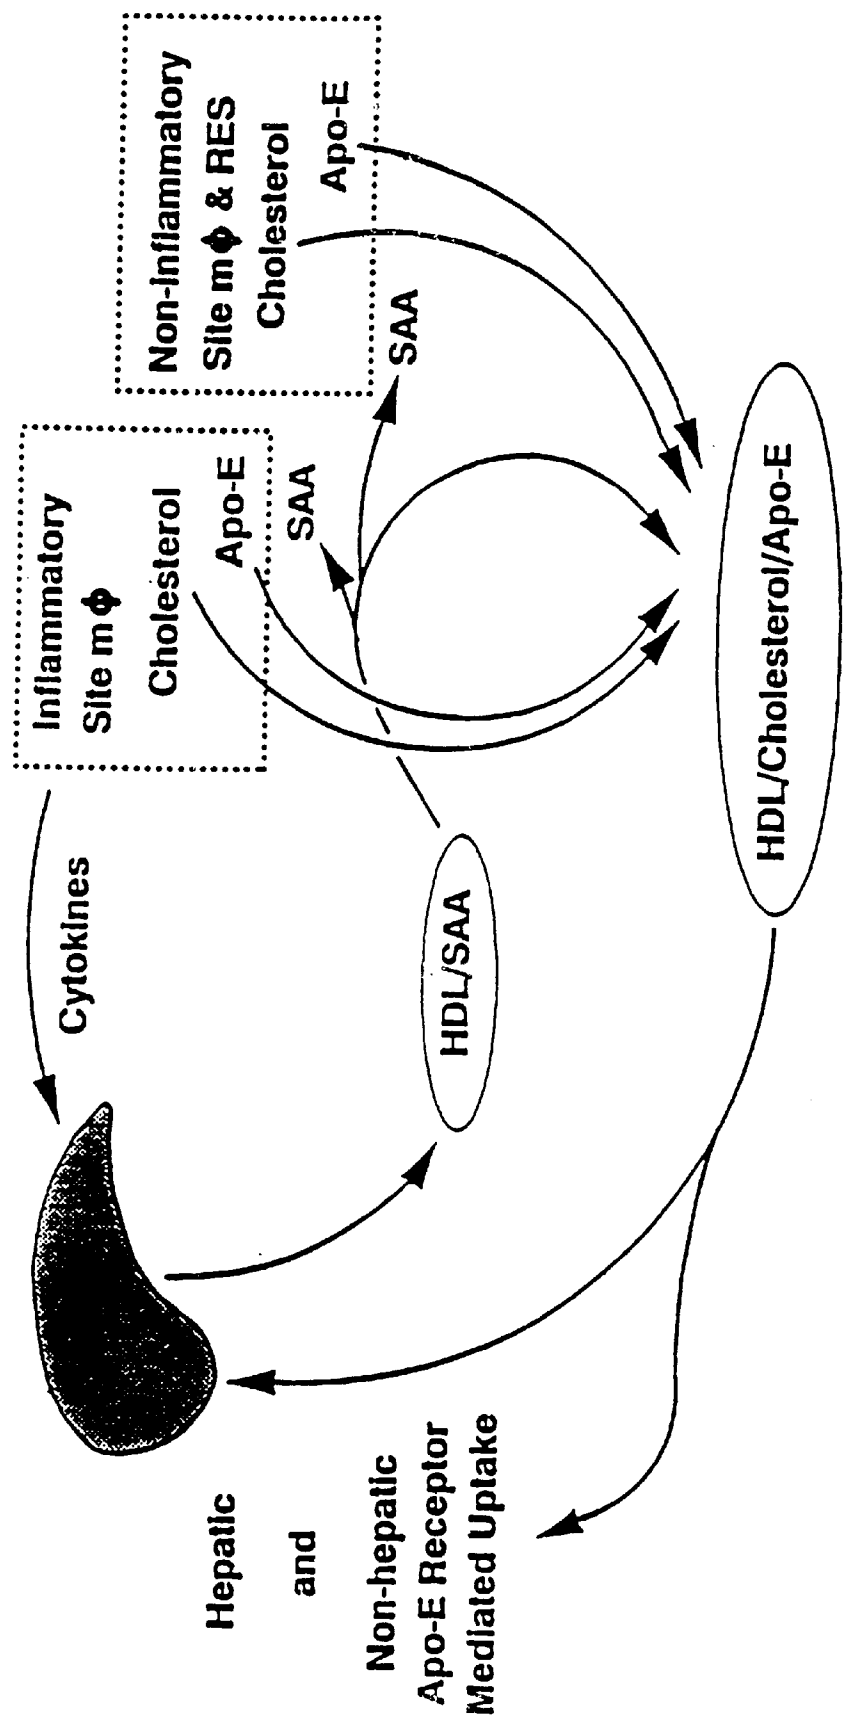 Hepatic
and
Non-hepatic
Apo-E Receptor
Mediated Uptake
Cytokines
HDL/SAA
Inflammatory
Site mϕ
Cholesterol
Apo-E
SAA
Non-Inflammatory
Site mϕ & RES
Cholesterol
Apo-E
SAA
HDL/Cholesterol/Apo-E